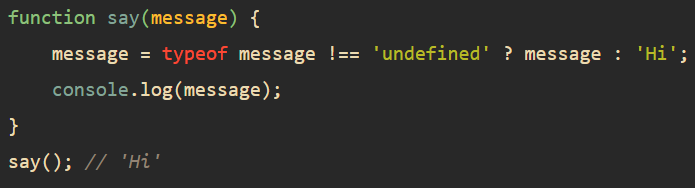 function say(message) {
    message = typeof message !== 'undefined' ? message : 'Hi';
    console.log(message);
}
say(); // 'Hi'